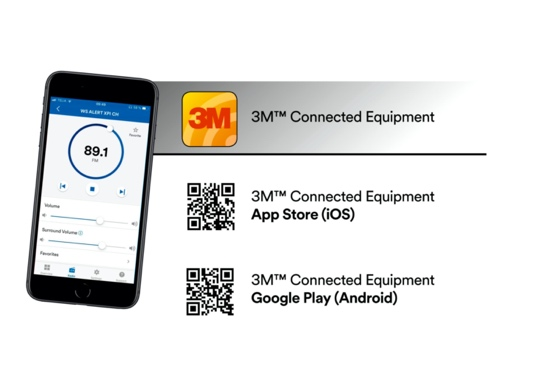 WS ALERT XPI CH
Favorite
89.1
FM
Volume
Surround Volume
Favorites
3M
3M™ Connected Equipment
3M™ Connected Equipment
App Store (iOS)
3M™ Connected Equipment
Google Play (Android)